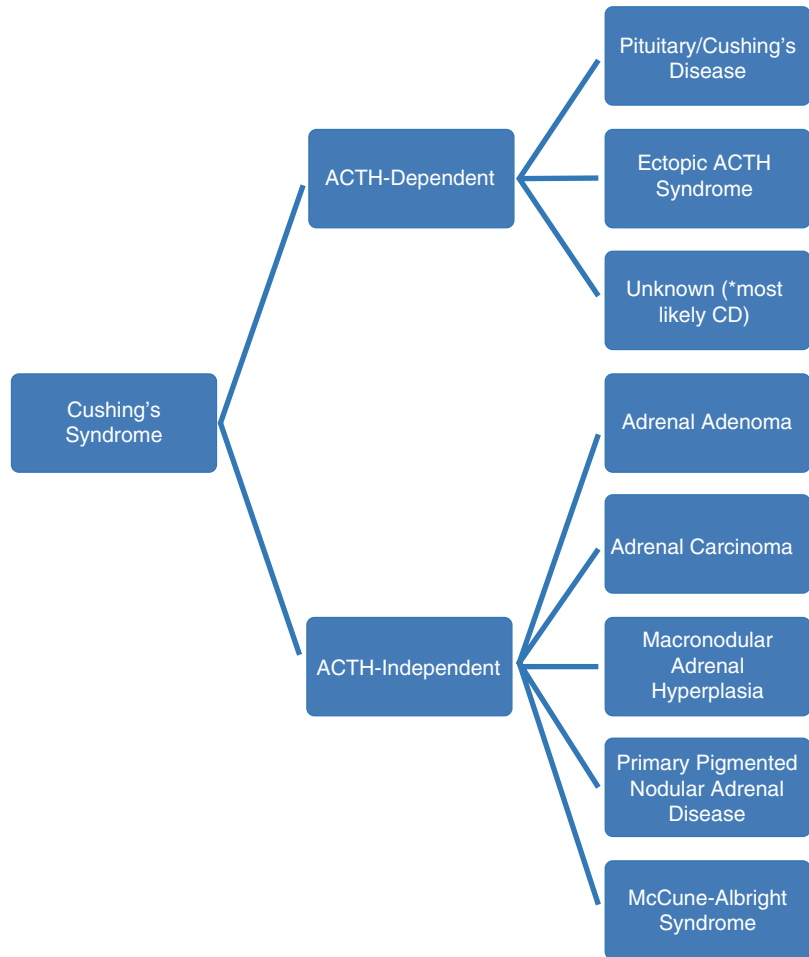 Cushing's
Syndrome
ACTH-Dependent
Pituitary/Cushing's
Disease
Ectopic ACTH
Syndrome
Unknown (*most
likely CD)
ACTH-Independent
Adrenal Adenoma
Adrenal Carcinoma
Macronodular
Adrenal
Hyperplasia
Primary Pigmented
Nodular Adrenal
Disease
McCune-Albright
Syndrome